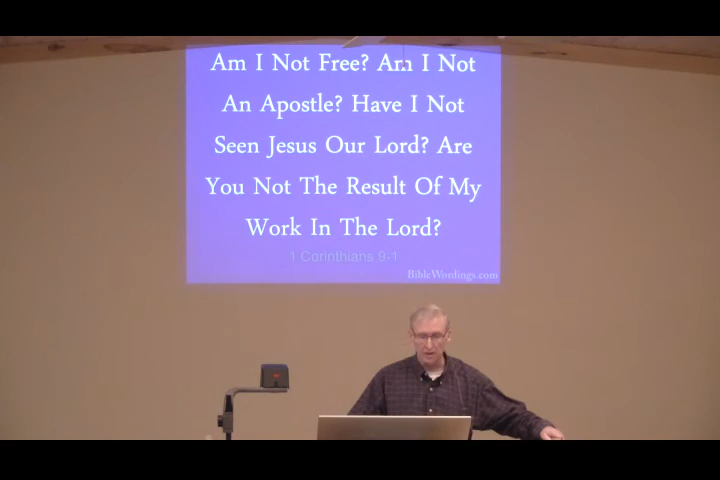 Am I Not Free? Am I Not
An Apostle? Have I Not
Seen Jesus Our Lord? Are
You Not The Result Of My
Work In The Lord?
1 Corinthians 9-1
BibleWordings.com